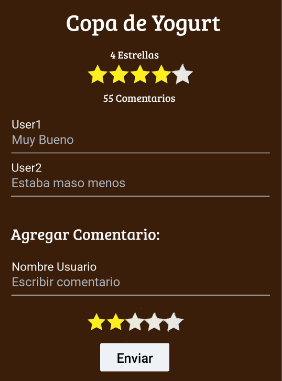 Copa de Yogurt
4 Estrellas
55 Comentarios
User1
Muy Bueno
User2
Estaba maso menos
Agregar Comentario:
Nombre Usuario
Escribir comentario
Enviar